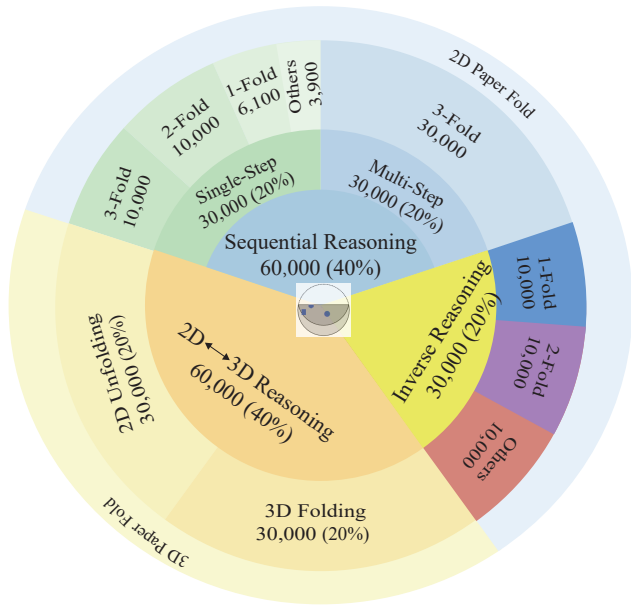 2D Paper Fold
Others
3,900
1-Fold
6,100
2-Fold
10,000
3-Fold
10,000
3-Fold
30,000
Single-Step
30,000 (20%)
Multi-Step
30,000 (20%)
Sequential Reasoning
60,000 (40%)
Inverse Reasoning
30,000 (20%)
1-Fold
10,000
2-Fold
10,000
Others
10,000
2D↔3D Reasoning
60,000 (40%)
2D Unfolding
30,000 (20%)
3D Folding
30,000 (20%)
3D Paper Fold